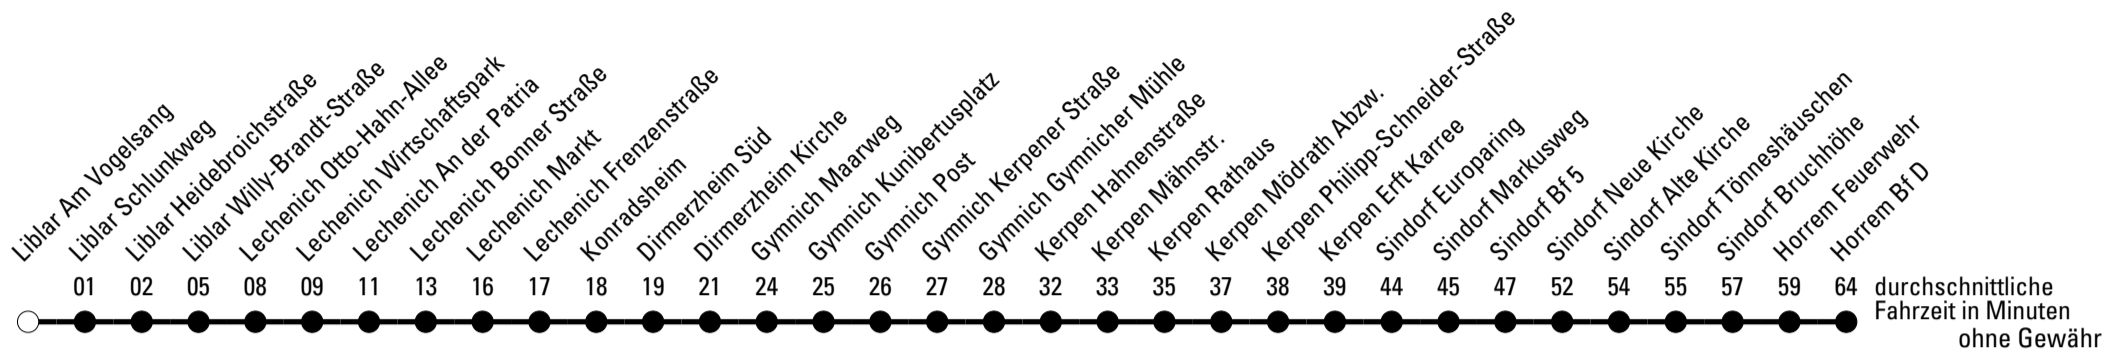 Liblar Am Vogelsang
Liblar Schlunkweg
Liblar Heidebroichstraße
Liblar Willy-Brandt-Straße
Lechenich Otto-Hahn-Allee
Lechenich Wirtschaftspark
Lechenich An der Patria
Lechenich Bonner Straße
Lechenich Markt
Lechenich Frenzenstraße
Konradsheim
Dirmerzheim Süd
Dirmerzheim Kirche
Gymnich Maarweg
Gymnich Kunibertusplatz
Gymnich Post
Gymnich Kerpener Straße
Gymnich Gymnicher Mühle
Kerpen Hahnenstraße
Kerpen Mähnstr.
Kerpen Rathaus
Kerpen Mödrath Abzw.
Kerpen Philipp-Schneider-Straße
Kerpen Erft Karree
Sindorf Europaring
Sindorf Markusweg
Sindorf Bf 5
Sindorf Neue Kirche
Sindorf Alte Kirche
Sindorf Tönneshäuschen
Sindorf Bruchhöhe
Horrem Feuerwehr
Horrem Bf D
01 02 05 08 09 11 13 16 17 18 19 21 24 25 26 27 28 32 33 35 37 38 39 44 45 47 52 54 55 57 59 64 durchschnittliche
Fahrzeit in Minuten
ohne Gewähr